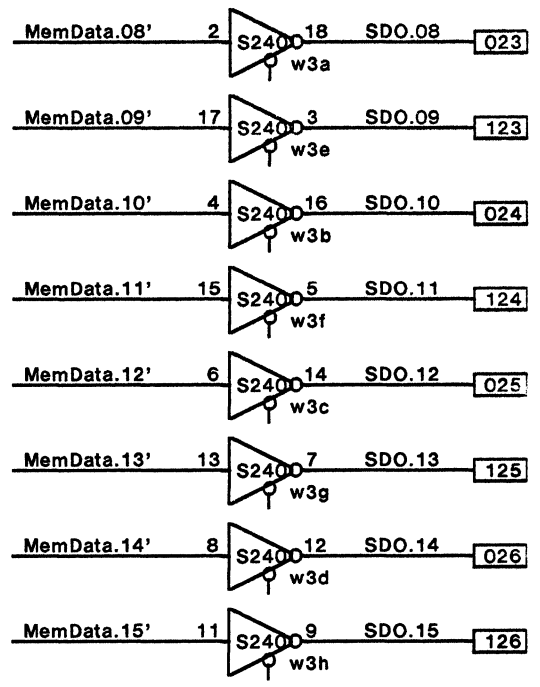 MemData.08' 2 S240 18 SDO.08 023
w3a
MemData.09' 17 S240 3 SDO.09 123
w3e
MemData.10' 4 S240 16 SDO.10 024
w3b
MemData.11' 15 S240 5 SDO.11 124
w3f
MemData.12' 6 S240 14 SDO.12 025
w3c
MemData.13' 13 S240 7 SDO.13 125
w3g
MemData.14' 8 S240 12 SDO.14 026
w3d
MemData.15' 11 S240 9 SDO.15 126
w3h